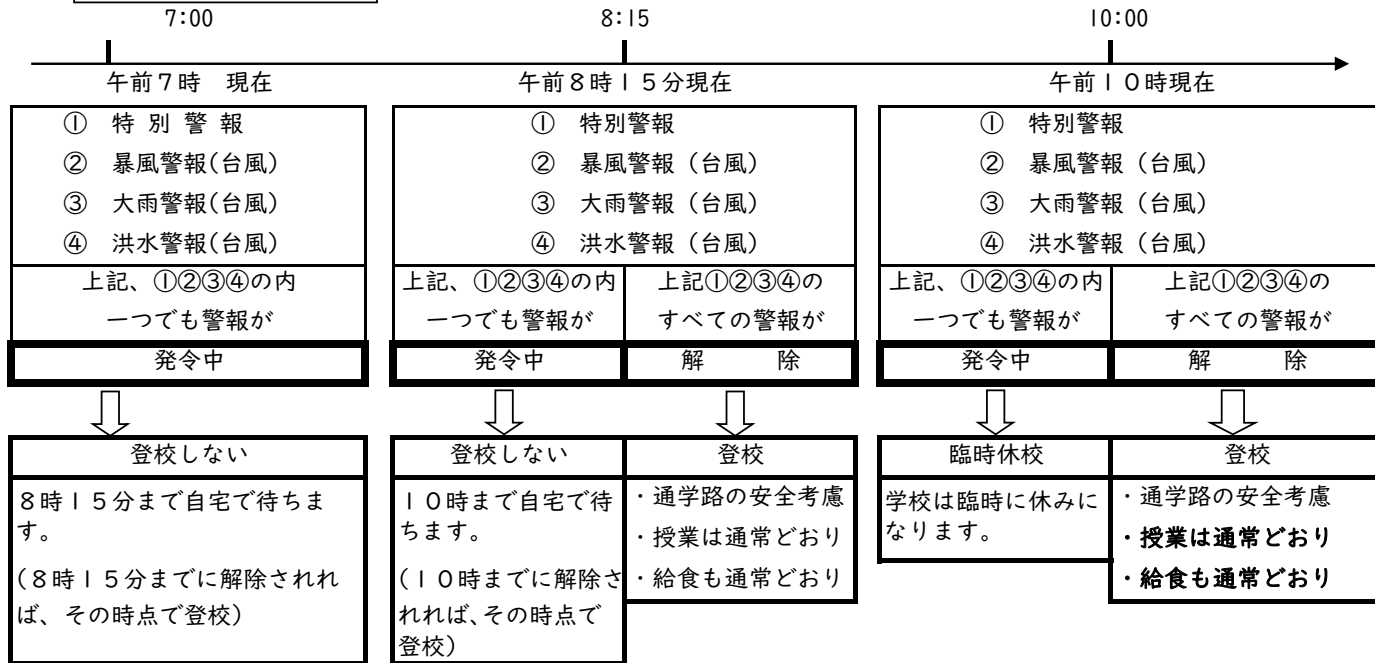 7:00
8:15
10:00
午前7時　現在
午前8時15分現在
午前10時現在
① 特 別 警 報
② 暴風警報(台風)
③ 大雨警報(台風)
④ 洪水警報(台風)
上記、①②③④の内
一つでも警報が
発令中
登校しない
8時15分まで自宅で待ちま
す。
(8時15分までに解除されれ
ば、その時点で登校)
① 特別警報
② 暴風警報 (台風)
③ 大雨警報 (台風)
④ 洪水警報 (台風)
上記、①②③④の内
一つでも警報が
発令中
登校しない
10時まで自宅で待
ちます。
(10時までに解除さ
れれば、その時点で
登校)
上記①②③④の
すべての警報が
解　　除
登校
・通学路の安全考慮
・授業は通常どおり
・給食も通常どおり
① 特別警報
② 暴風警報 (台風)
③ 大雨警報 (台風)
④ 洪水警報 (台風)
上記、①②③④の内
一つでも警報が
発令中
臨時休校
学校は臨時に休みに
なります。
上記①②③④の
すべての警報が
解　　除
登校
・通学路の安全考慮
・授業は通常どおり
・給食も通常どおり